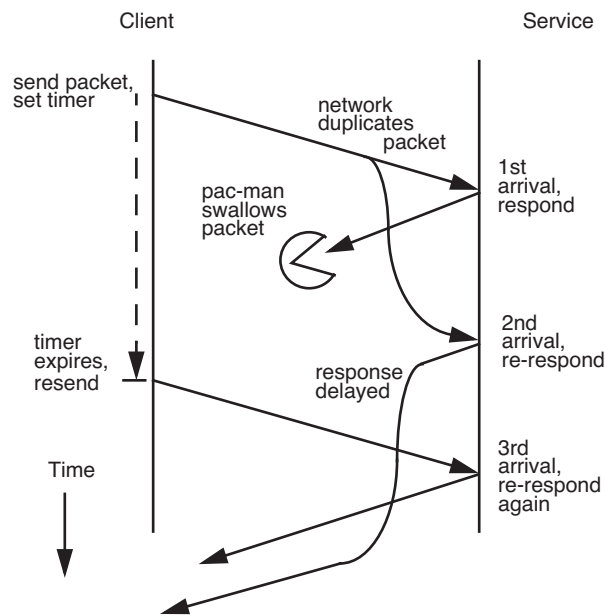 Client
Service
send packet,
set timer
network
duplicates
packet
1st
arrival,
respond
pac-man
swallows
packet
2nd
arrival,
re-respond
timer
expires,
resend
response
delayed
3rd
arrival,
re-respond
again
Time